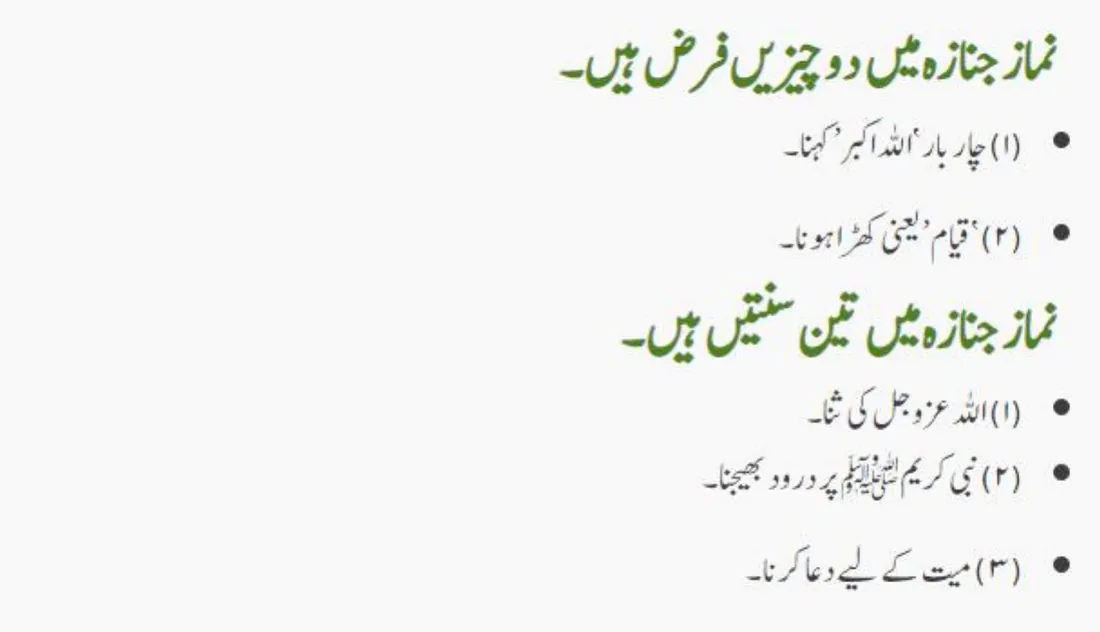 نماز جنازہ میں دو چیزیں فرض ہیں۔
(۱) چار بار ‘اللہ اکبر’ کہنا۔
(۲) ‘قیام’ یعنی کھڑا ہونا۔
نماز جنازہ میں تین سنتیں ہیں۔
(۱) اللہ عزوجل کی ثنا۔
(۲) نبی کریم ﷺ پر درود بھیجنا۔
(۳) میت کے لیے دعا کرنا۔